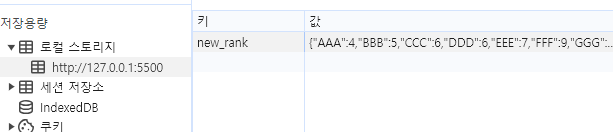 저장용량
로컬 스토리지
http://127.0.0.1:5500
세션 저장소
IndexedDB
쿠키
키 값
new_rank {"AAA":4,"BBB":5,"CCC":6,"DDD":6,"EEE":7,"FFF":9,"GGG":...